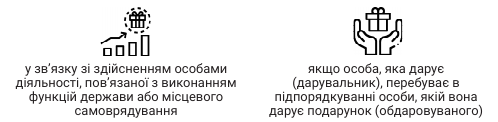 у зв’язку зі здійсненням особами
діяльності, пов’язаної з виконанням
функцій держави або місцевого
самоврядування
якщо особа, яка дарує
(дарувальник), перебуває в
підпорядкуванні особи, якій вона
дарує подарунок (обдаровуваного)